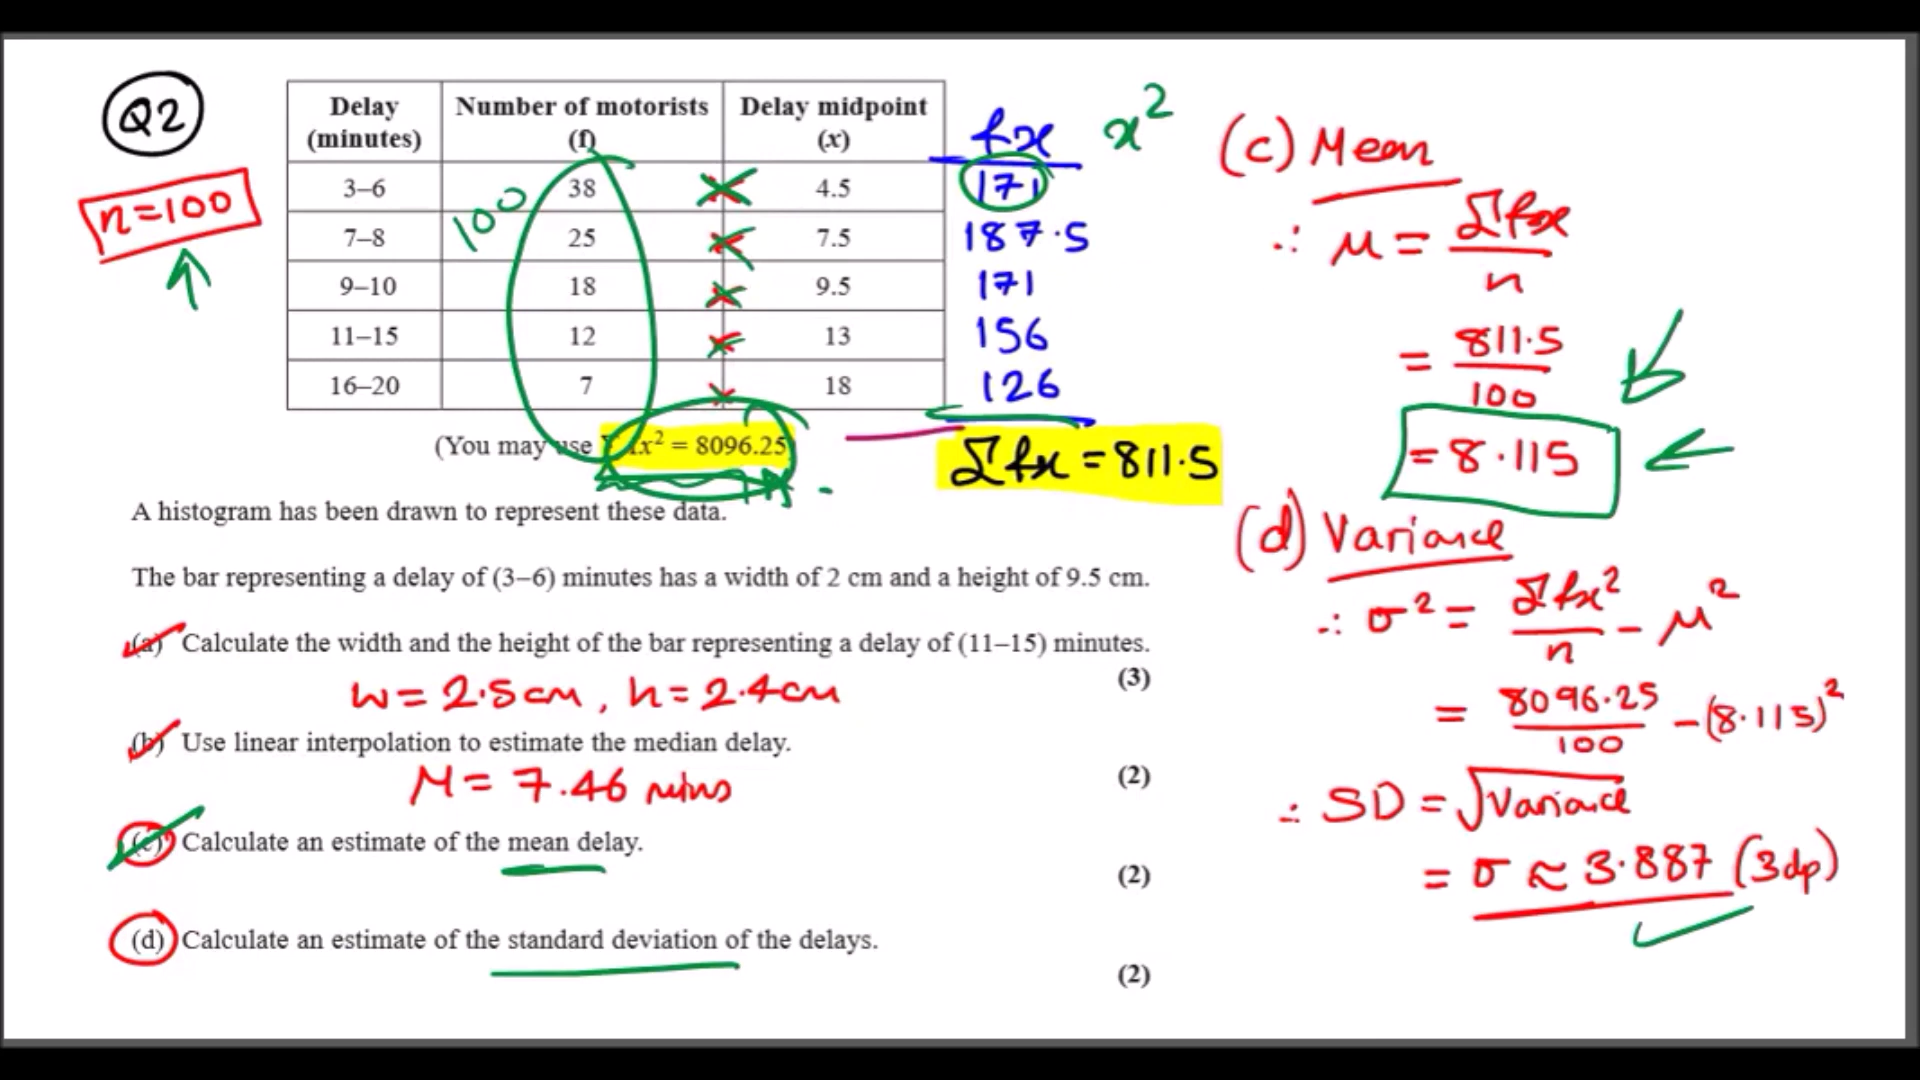 Q2
n=100
Delay (minutes) Number of motorists (f) Delay midpoint (x) fx x²
3–6 38 4.5 171
7–8 25 7.5 187.5
9–10 18 9.5 171
11–15 12 13 156
16–20 7 18 126
100
(You may use x² = 8096.25)
Σfx = 811.5
A histogram has been drawn to represent these data.
The bar representing a delay of (3–6) minutes has a width of 2 cm and a height of 9.5 cm.
(a) Calculate the width and the height of the bar representing a delay of (11–15) minutes.
(3)
w = 2.5cm, h = 2.4cm
(b) Use linear interpolation to estimate the median delay.
(2)
M = 7.46 mins
(c) Calculate an estimate of the mean delay.
(2)
(d) Calculate an estimate of the standard deviation of the delays.
(2)
(c) Mean
∴ μ = Σfx / n
= 811.5 / 100
= 8.115
(d) Variance
∴ σ² = Σfx² / n − μ²
= 8096.25 / 100 − (8.115)²
∴ SD = √Variance
= σ ≈ 3.887 (3dp)